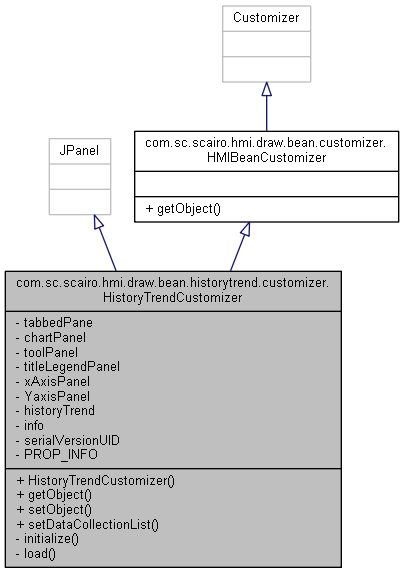 Customizer
JPanel
com.sc.scairo.hmi.draw.bean.customizer.
HMIBeanCustomizer
+ getObject()
com.sc.scairo.hmi.draw.bean.historytrend.customizer.
HistoryTrendCustomizer
- tabbedPane
- chartPanel
- toolPanel
- titleLegendPanel
- xAxisPanel
- YaxisPanel
- historyTrend
- info
- serialVersionUID
- PROP_INFO
+ HistoryTrendCustomizer()
+ getObject()
+ setObject()
+ setDataCollectionList()
- initialize()
- load()